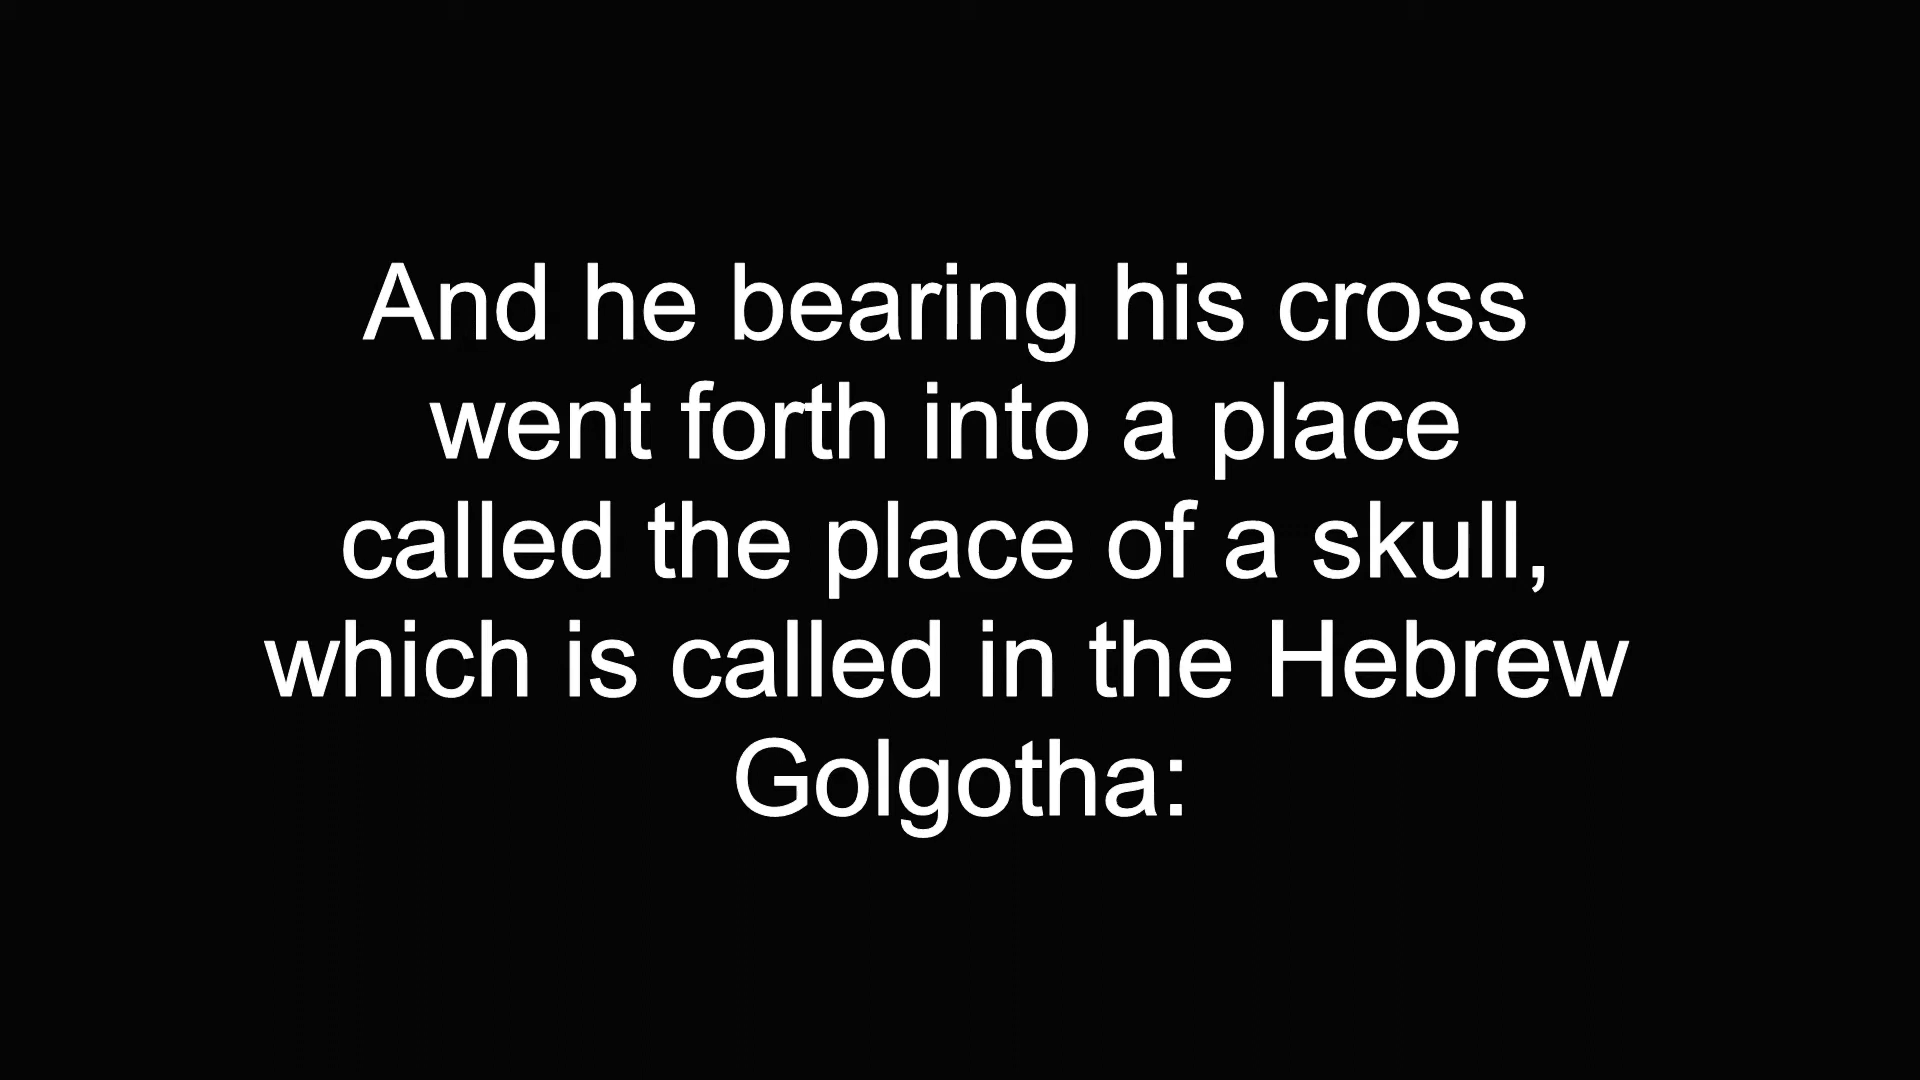 And he bearing his cross
went forth into a place
called the place of a skull,
which is called in the Hebrew
Golgotha: